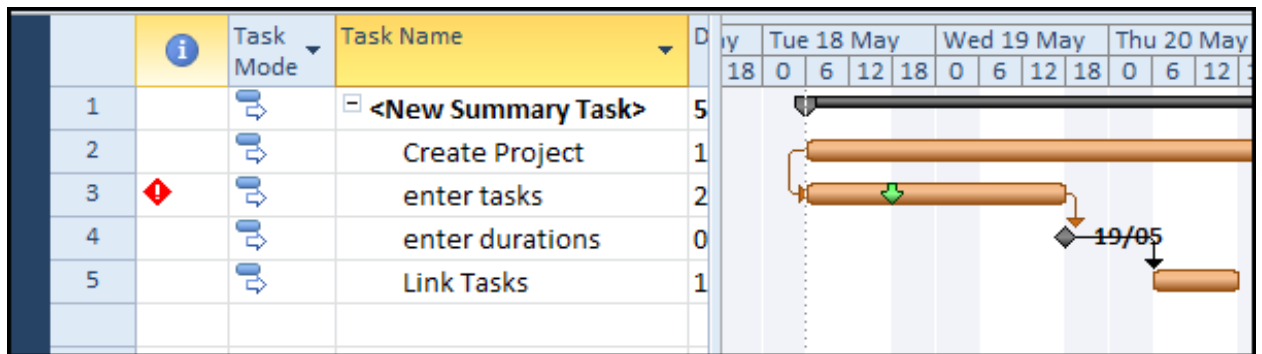 Task Mode Task Name D ay Tue 18 May Wed 19 May Thu 20 May
18 0 6 12 18 0 6 12 18 0 6 12
1 <New Summary Task> 5
2 Create Project 1
3 enter tasks 2
4 enter durations 0 19/05
5 Link Tasks 1